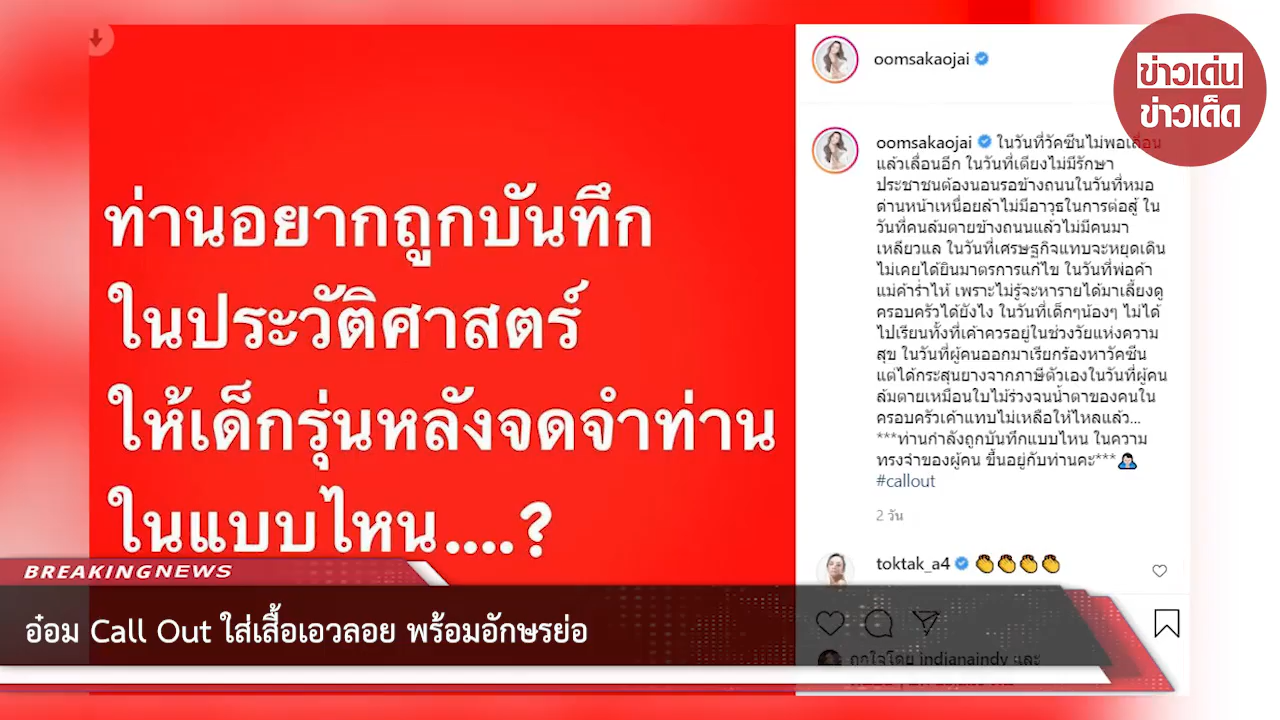 ท่านอยากถูกบันทึก
ในประวัติศาสตร์
ให้เด็กรุ่นหลังจดจำท่าน
ในแบบไหน....?
oomsakaojai
ข่าวเด่น
ข่าวเด็ด
oomsakaojai ในวันที่วัคซีนไม่พอเลื่อน
แล้วเลื่อนอีก ในวันที่เตียงไม่มีรักษา
ประชาชนต้องนอนรอข้างถนนในวันที่หมอ
ด่านหน้าเหนื่อยล้าไม่มีอาวุธในการต่อสู้ ใน
วันที่คนล้มตายข้างถนนแล้วไม่มีคนมา
เหลียวแล ในวันที่เศรษฐกิจแทบจะหยุดเดิน
ไม่เคยได้ยินมาตรการแก้ไข ในวันที่พ่อค้า
แม่ค้าร่ำไห้ เพราะไม่รู้จะหารายได้มาเลี้ยงดู
ครอบครัวได้ยังไง ในวันที่เด็กๆน้องๆ ไม่ได้
ไปเรียนทั้งที่เค้าควรอยู่ในช่วงวัยแห่งความ
สุข ในวันที่ผู้คนออกมาเรียกร้องหาวัคซีน
แต่ได้กระสุนยางจากภาษีตัวเองในวันที่ผู้คน
ล้มตายเหมือนใบไม้ร่วงจนน้ำตาของคนใน
ครอบครัวเค้าแทบไม่เหลือให้ไหลแล้ว...
***ท่านกำลังถูกบันทึกแบบไหน ในความ
ทรงจำของผู้คน ขึ้นอยู่กับท่านคะ***🙇🏻
#callout
2 วัน
toktak_a4 👏👏👏👏
ถูกใจโดย indianaindy และ
BREAKING NEWS
อ๋อม Call Out ใส่เสื้อเอวลอย พร้อมอักษรย่อ